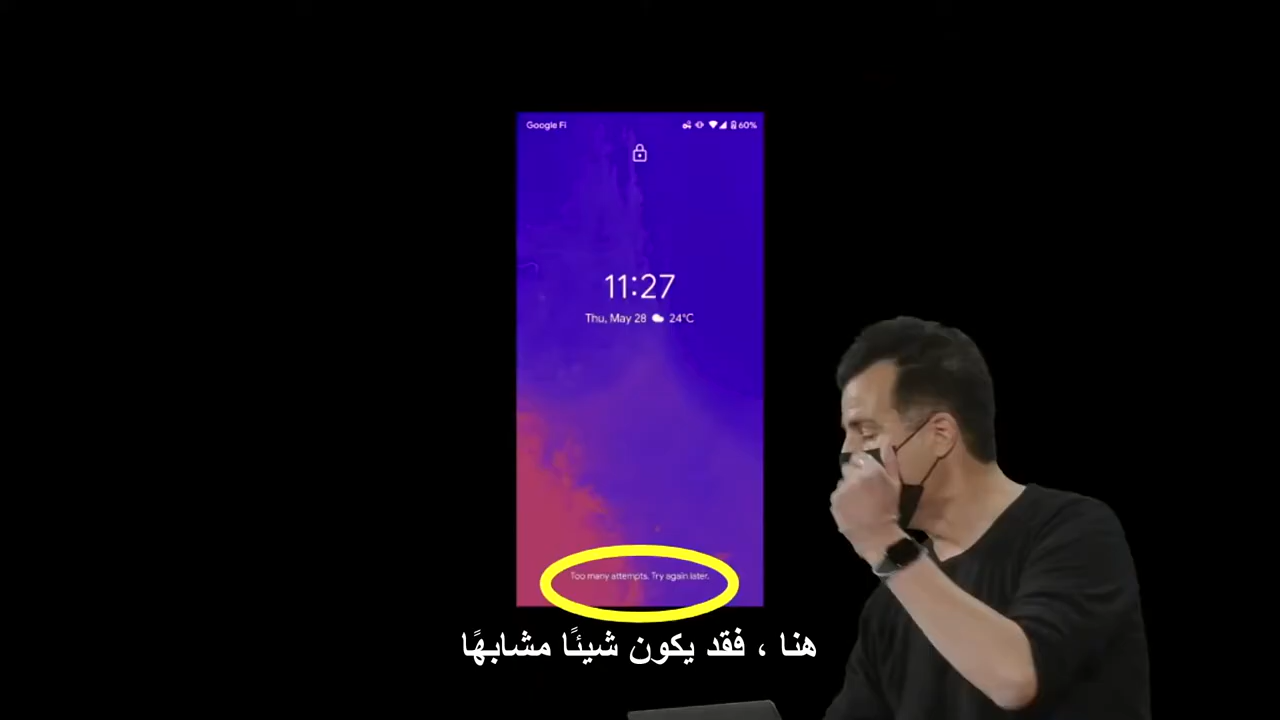 Google Fi
60%
11:27
Thu, May 28 24°C
Too many attempts. Try again later.
هنا ، فقد يكون شيئًا مشابهًا